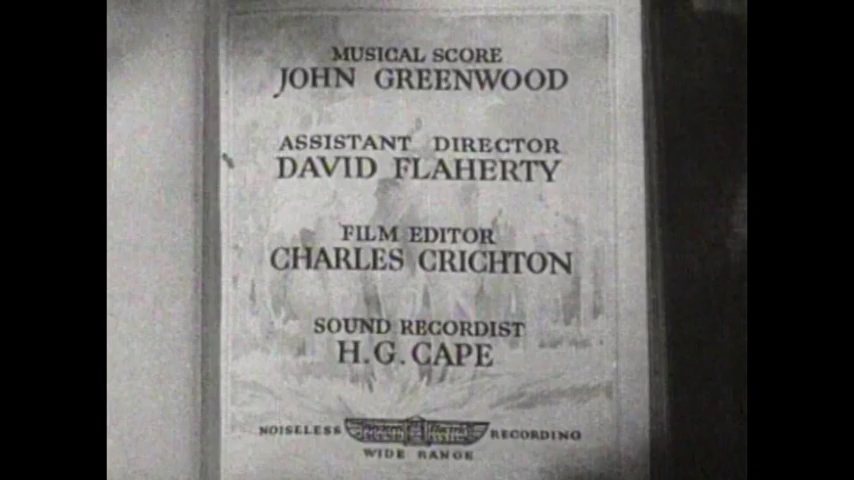 MUSICAL SCORE
JOHN GREENWOOD
ASSISTANT DIRECTOR
DAVID FLAHERTY
FILM EDITOR
CHARLES CRICHTON
SOUND RECORDIST
H.G. CAPE
NOISELESS RECORDING
WIDE RANGE